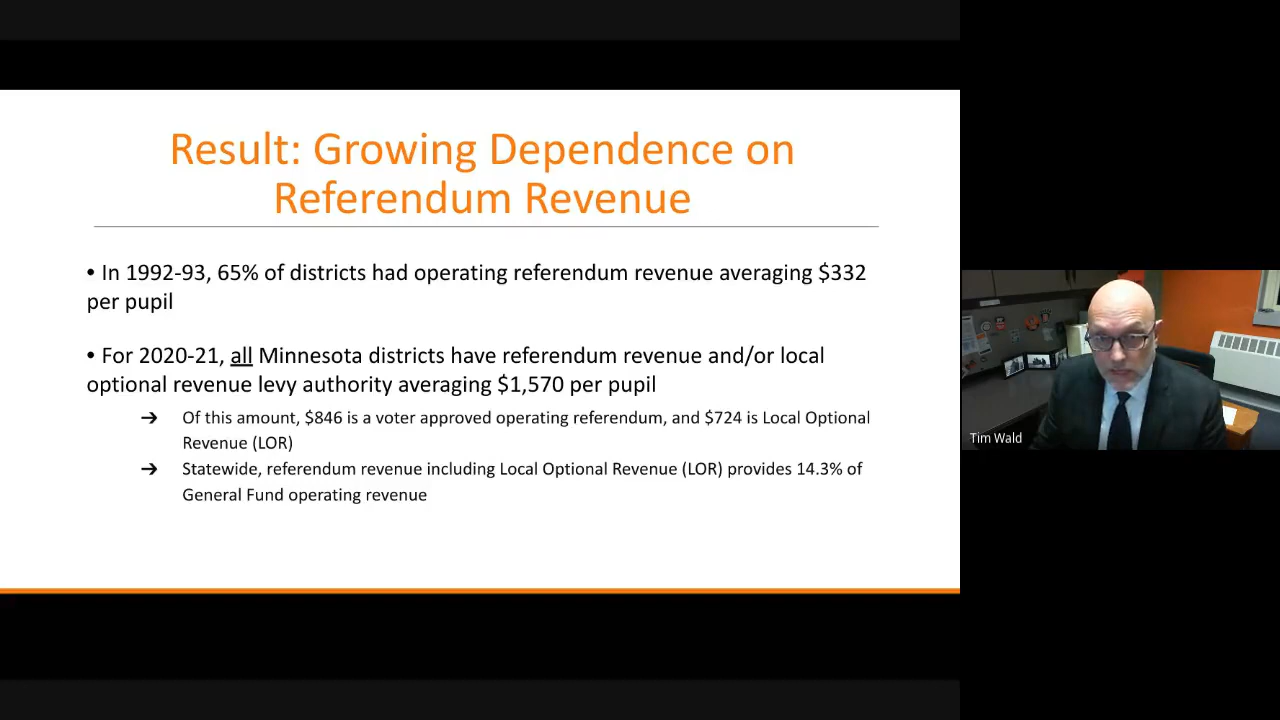 Result: Growing Dependence on
Referendum Revenue
• In 1992-93, 65% of districts had operating referendum revenue averaging $332
per pupil
• For 2020-21, all Minnesota districts have referendum revenue and/or local
optional revenue levy authority averaging $1,570 per pupil
➔ Of this amount, $846 is a voter approved operating referendum, and $724 is Local Optional
Revenue (LOR)
➔ Statewide, referendum revenue including Local Optional Revenue (LOR) provides 14.3% of
General Fund operating revenue
Tim Wald